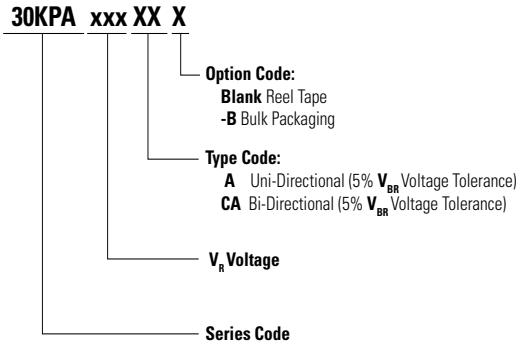 30KPA xxx XX X
Option Code:
Blank Reel Tape
-B Bulk Packaging
Type Code:
A Uni-Directional (5% VBR Voltage Tolerance)
CA Bi-Directional (5% VBR Voltage Tolerance)
VR Voltage
Series Code